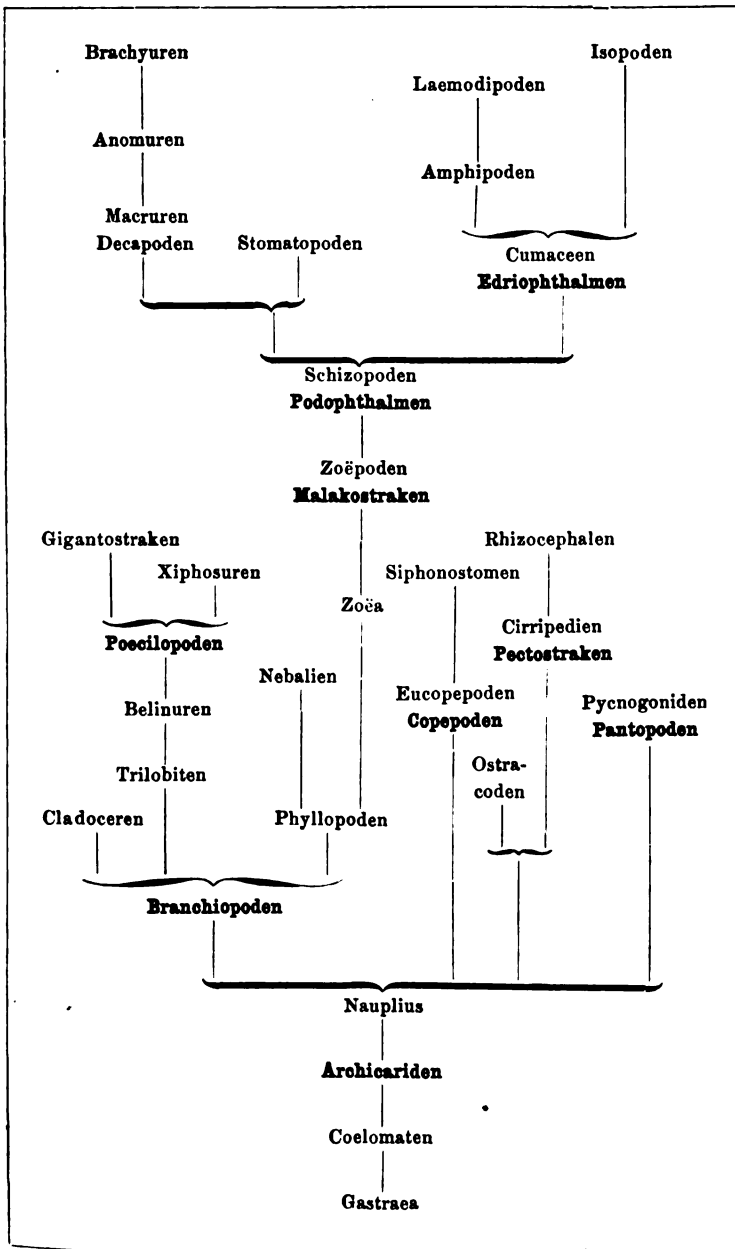 Brachyuren
Isopoden
Laemodipoden
Anomuren
Amphipoden
Macruren
Decapoden
Stomatopoden
Cumaceen
Edriophthalmen
Schizopoden
Podophthalmen
Zoëpoden
Malakostraken
Gigantostraken
Rhizocephalen
Xiphosuren
Siphonostomen
Zoëa
Cirripedien
Pectostraken
Poecilopoden
Nebalien
Eucopepoden
Copepoden
Pycnogoniden
Pantopoden
Belinuren
Trilobiten
Ostra-
coden
Cladoceren
Phyllopoden
Branchiopoden
Nauplius
Archicariden
Coelomaten
Gastraea